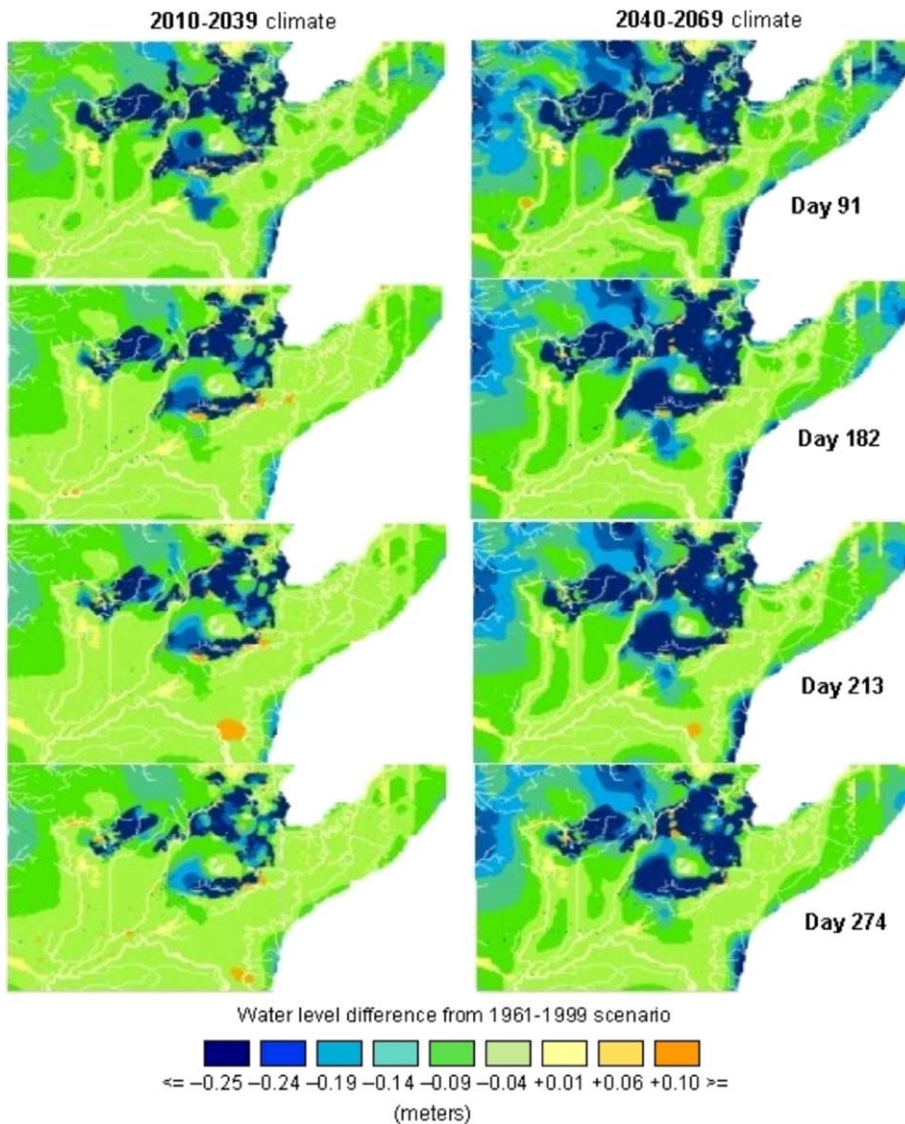 2010-2039 climate
2040-2069 climate
Day 91
Day 182
Day 213
Day 274
Water level difference from 1961-1999 scenario
<= −0.25 −0.24 −0.19 −0.14 −0.09 −0.04 +0.01 +0.06 +0.10 >=
(meters)